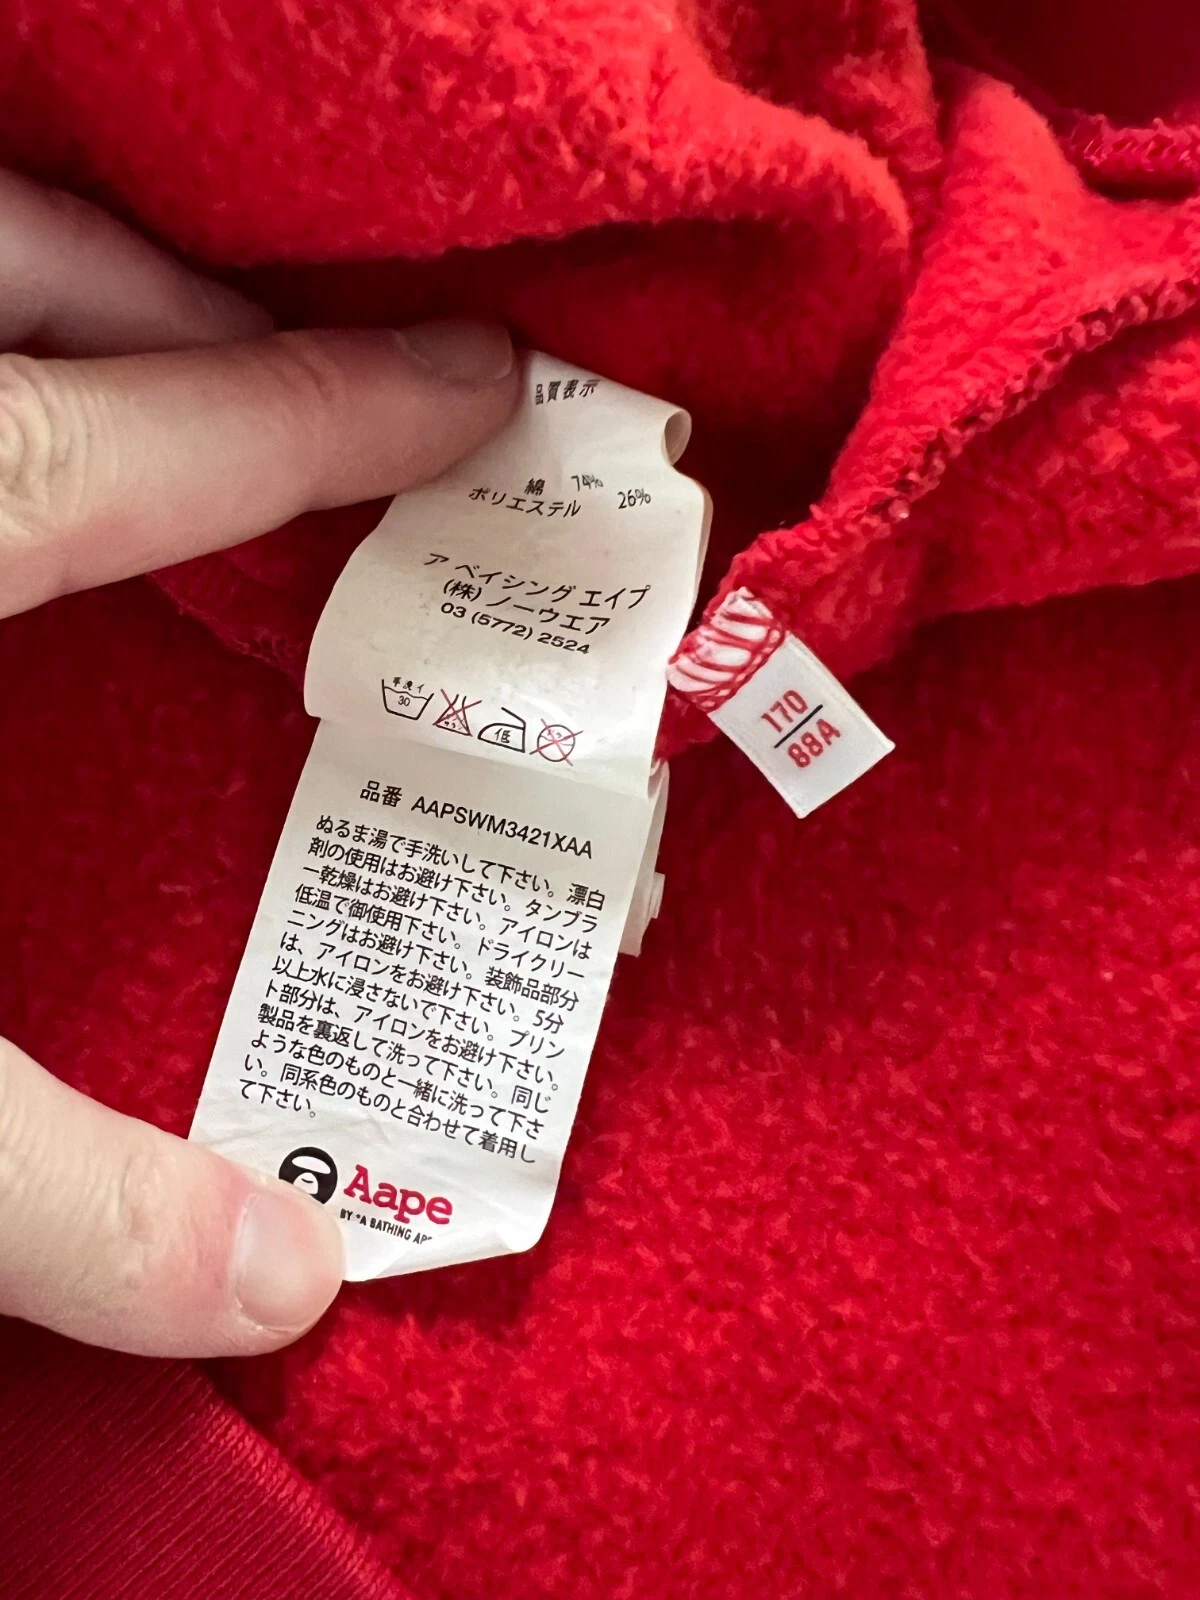 品質表示
綿 74%
ポリエステル 26%
ア ベイシング エイプ
(株) ノーウエア
03 (5772) 2524
手洗イ
30
低
品番 AAPSWM3421XAA
ぬるま湯で手洗いして下さい。漂白
剤の使用はお避け下さい。タンブラ
ー乾燥はお避け下さい。アイロンは
低温で御使用下さい。ドライクリー
ニングはお避け下さい。装飾品部分
は、アイロンをお避け下さい。5分
以上水に浸さないで下さい。プリン
ト部分は、アイロンをお避け下さい。
製品を裏返して洗って下さい。同じ
ような色のものと一緒に洗って下さ
い。同系色のものと合わせて着用し
て下さい。
Aape
BY *A BATHING APE
170
88A